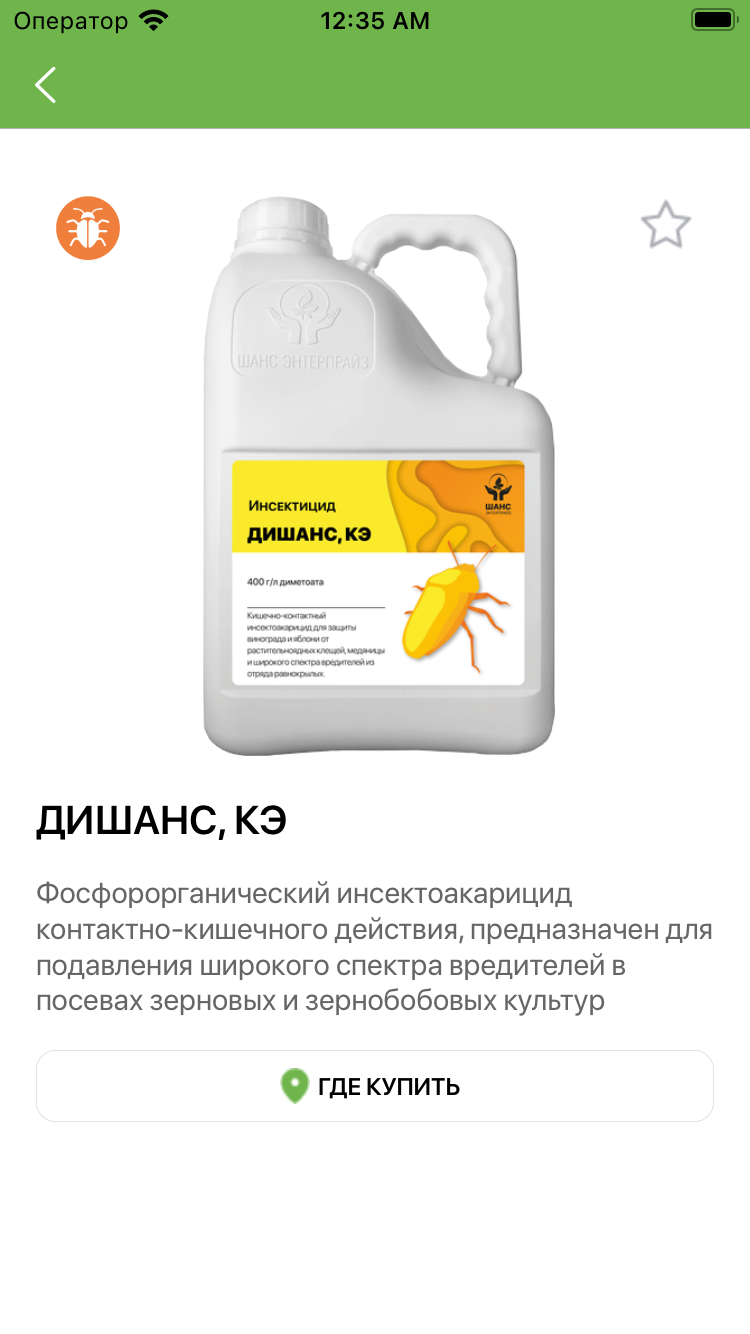 Оператор 12:35 AM
ШАНС ЭНТЕРПРАЙЗ
Инсектицид
ДИШАНС, КЭ
ШАНС
ЭНТЕРПРАЙЗ
400 г/л диметоата
Кишечно-контактный
инсектоакарицид для защиты
винограда и яблони от
растительноядных клещей, медяницы
и широкого спектра вредителей из
отряда равнокрылых.
ДИШАНС, КЭ
Фосфорорганический инсектоакарицид
контактно-кишечного действия, предназначен для
подавления широкого спектра вредителей в
посевах зерновых и зернобобовых культур
ГДЕ КУПИТЬ